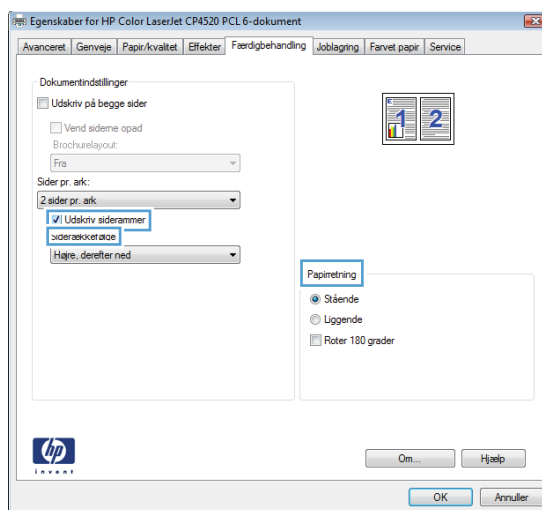 Egenskaber for HP Color LaserJet CP4520 PCL 6-dokument
Avanceret Genveje Papir/kvalitet Effekter Færdigbehandling Joblagring Farvet papir Service
Dokumentindstillinger
Udskriv på begge sider
Vend siderne opad
Brochurelayout:
Fra
Sider pr. ark:
2 sider pr. ark
Udskriv siderammer
Siderækkefølge
Højre, derefter ned
1 2
Papirretning
Stående
Liggende
Roter 180 grader
hp
invent
Om... Hjælp
OK Annuller